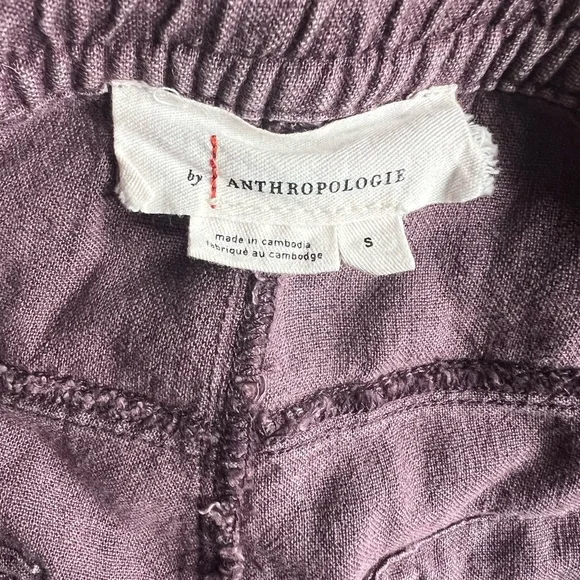 by ANTHROPOLOGIE
made in cambodia
fabriqué au cambodge
S